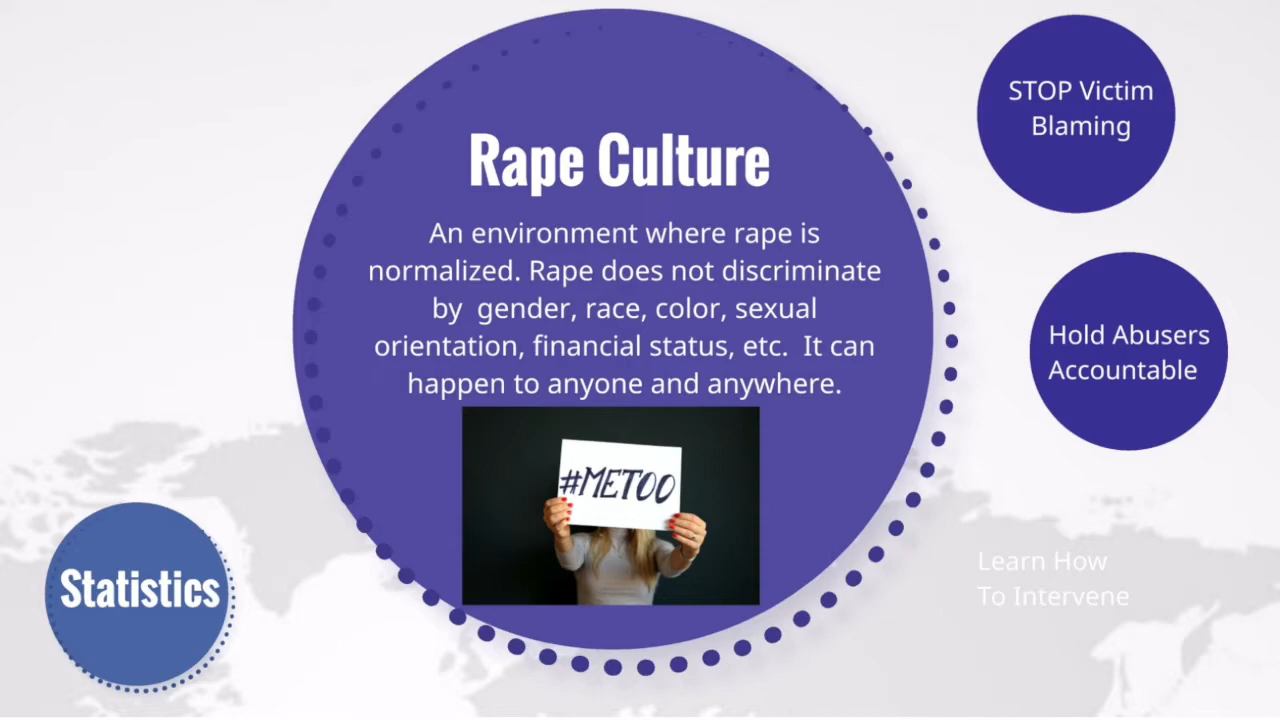 Rape Culture
An environment where rape is
normalized. Rape does not discriminate
by  gender, race, color, sexual
orientation, financial status, etc.  It can
happen to anyone and anywhere.
#METOO
STOP Victim
Blaming
Hold Abusers
Accountable
Learn How
To Intervene
Statistics